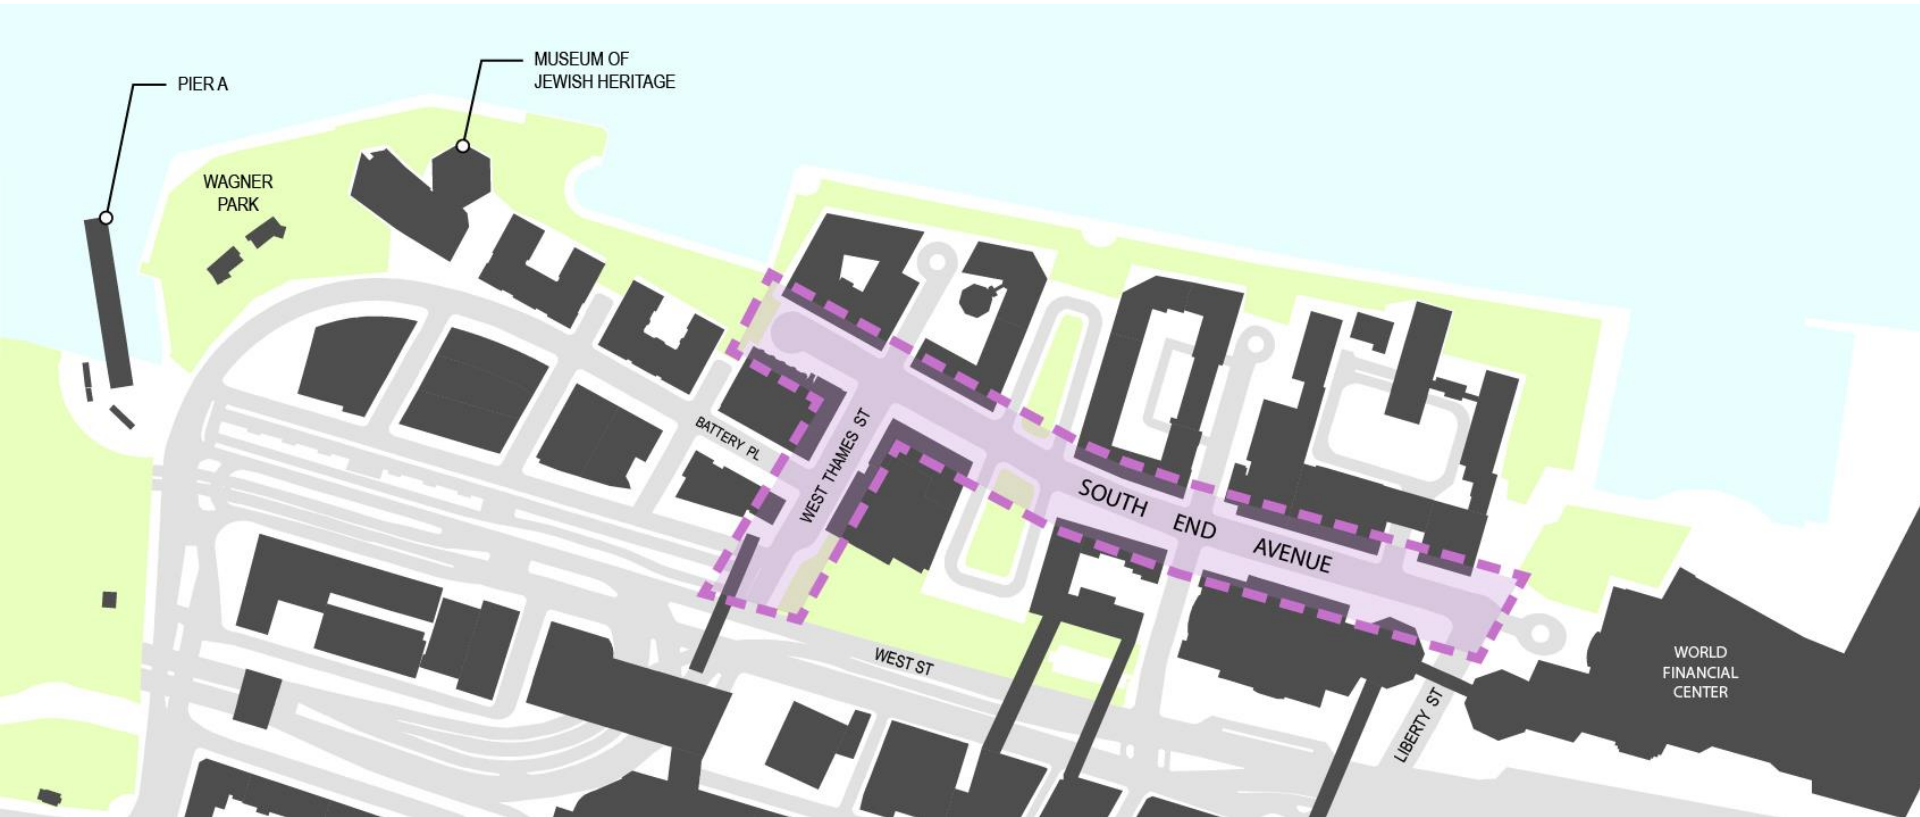 MUSEUM OF
JEWISH HERITAGE
PIER A
WAGNER
PARK
BATTERY PL
WEST THAMES ST
SOUTH END AVENUE
WEST ST
LIBERTY ST
WORLD
FINANCIAL
CENTER